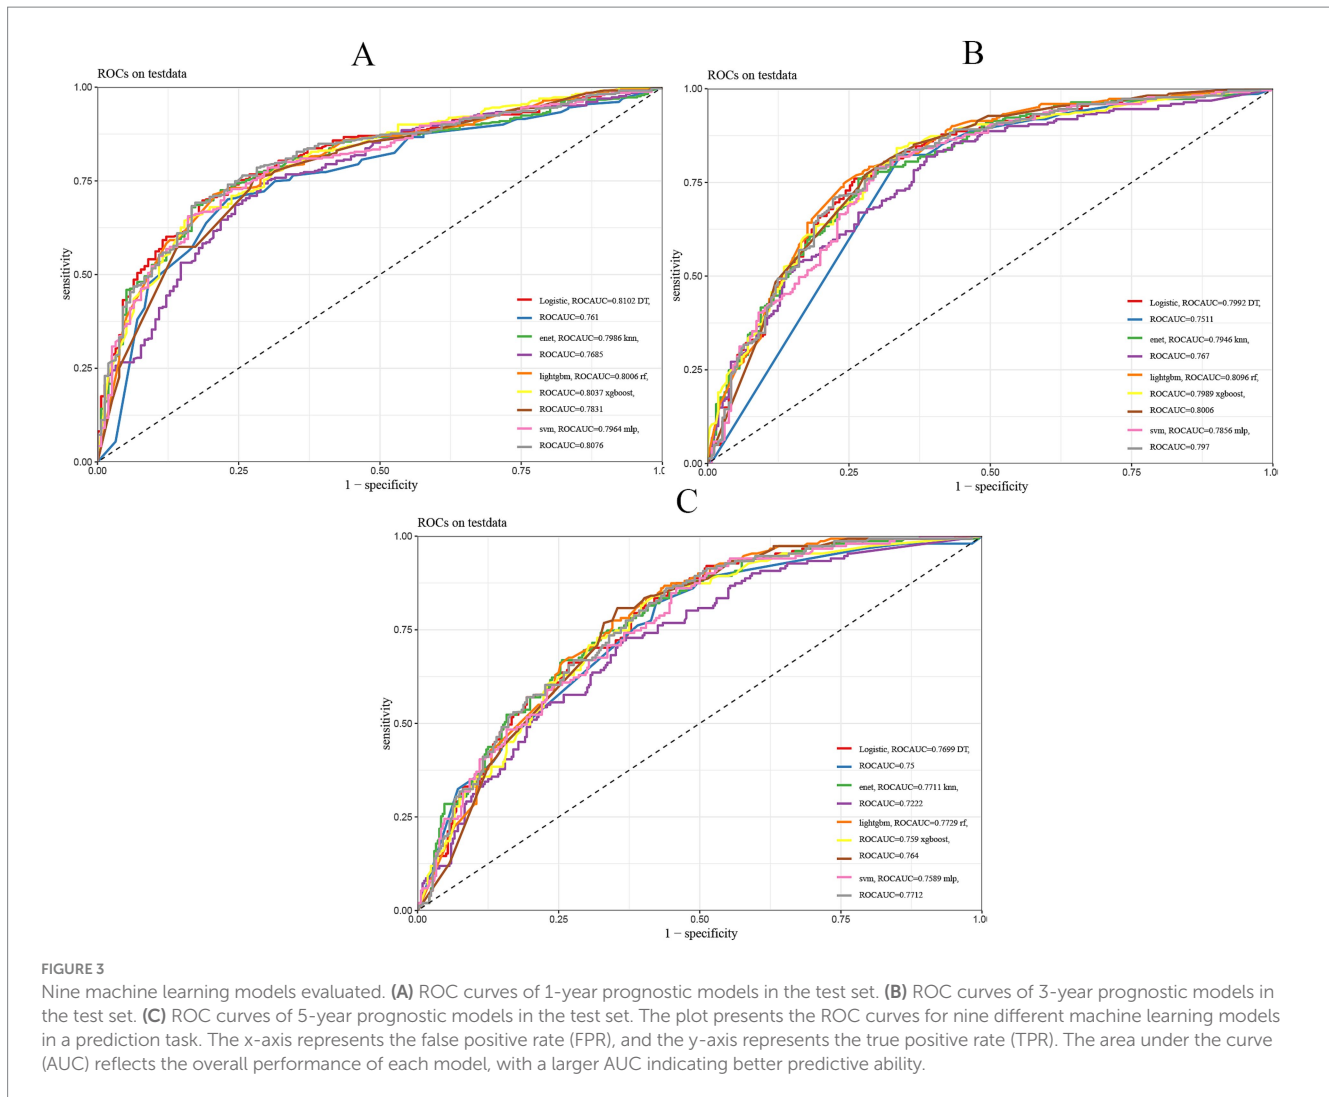 A
ROCs on testdata
1.00
0.75
0.50
0.25
0.00
sensitivity
Logistic, ROCAUC=0.8102 DT,
ROCAUC=0.761
enet, ROCAUC=0.7986 knn,
ROCAUC=0.7685
lightgbm, ROCAUC=0.8006 rf,
ROCAUC=0.8037 xgboost,
ROCAUC=0.7831
svm, ROCAUC=0.7964 mlp,
ROCAUC=0.8076
0.00 0.25 0.50 0.75 1.0
1 − specificity
B
ROCs on testdata
1.00
0.75
0.50
0.25
0.00
sensitivity
Logistic, ROCAUC=0.7992 DT,
ROCAUC=0.7511
enet, ROCAUC=0.7946 knn,
ROCAUC=0.767
lightgbm, ROCAUC=0.8096 rf,
ROCAUC=0.7989 xgboost,
ROCAUC=0.8006
svm, ROCAUC=0.7856 mlp,
ROCAUC=0.797
0.00 0.25 0.50 0.75 1.0
1 − specificity
C
ROCs on testdata
1.00
0.75
0.50
0.25
0.00
sensitivity
Logistic, ROCAUC=0.7699 DT,
ROCAUC=0.75
enet, ROCAUC=0.7711 knn,
ROCAUC=0.7222
lightgbm, ROCAUC=0.7729 rf,
ROCAUC=0.759 xgboost,
ROCAUC=0.764
svm, ROCAUC=0.7589 mlp,
ROCAUC=0.7712
0.00 0.25 0.50 0.75 1.0
1 − specificity
FIGURE 3
Nine machine learning models evaluated. (A) ROC curves of 1-year prognostic models in the test set. (B) ROC curves of 3-year prognostic models in
the test set. (C) ROC curves of 5-year prognostic models in the test set. The plot presents the ROC curves for nine different machine learning models
in a prediction task. The x-axis represents the false positive rate (FPR), and the y-axis represents the true positive rate (TPR). The area under the curve
(AUC) reflects the overall performance of each model, with a larger AUC indicating better predictive ability.